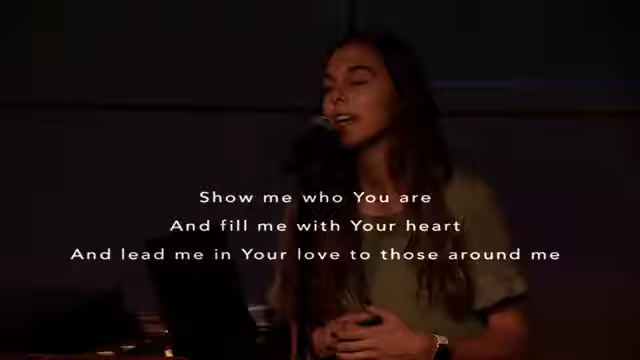 Show me who You are
And fill me with Your heart
And lead me in Your love to those around me